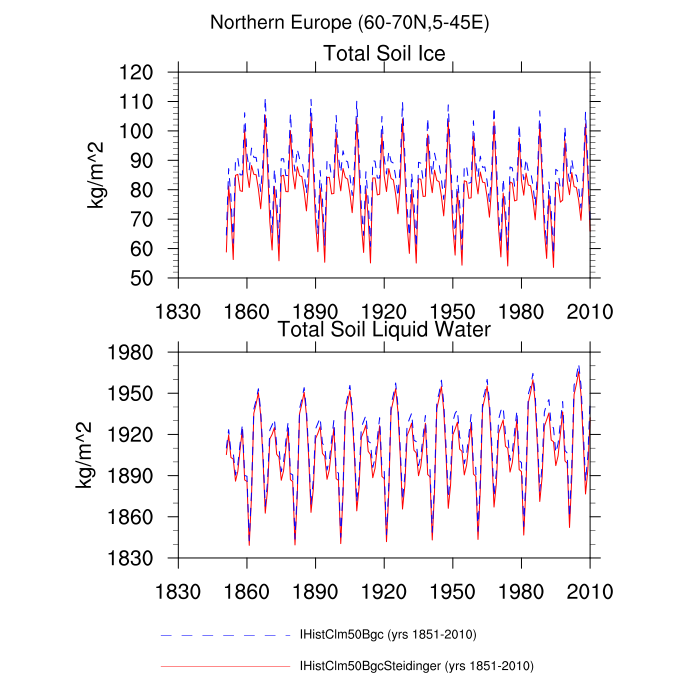 Northern Europe (60-70N,5-45E)
Total Soil Ice
120
110
100
90
80
70
60
50
kg/m^2
1830 1860 1890 1920 1950 1980 2010
Total Soil Liquid Water
1980
1950
1920
1890
1860
1830
kg/m^2
1830 1860 1890 1920 1950 1980 2010
IHistClm50Bgc (yrs 1851-2010)
IHistClm50BgcSteidinger (yrs 1851-2010)